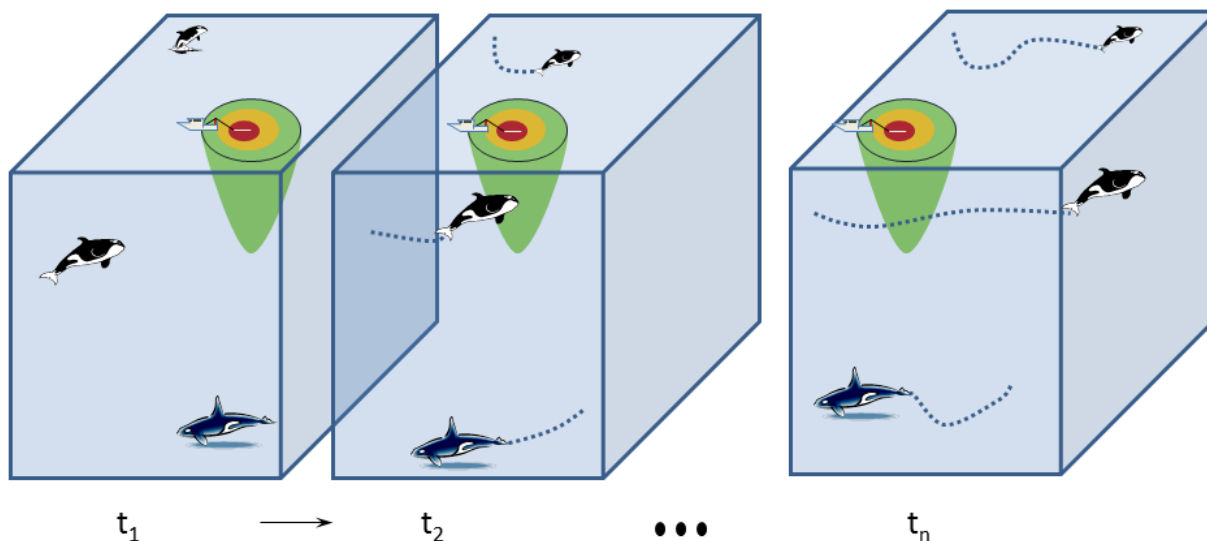 t₁ → t₂ ••• tₙ